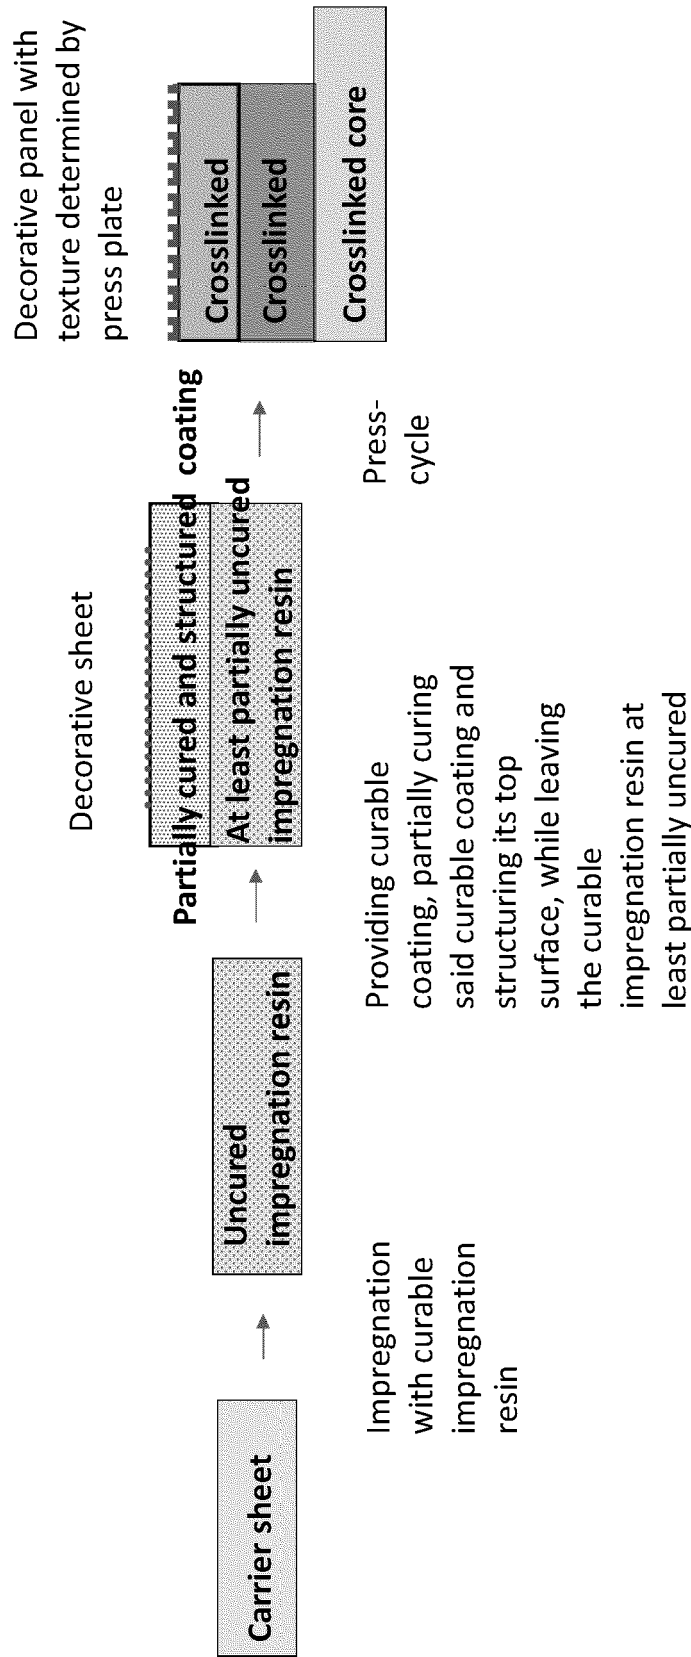 Carrier sheet
Impregnation
with curable
impregnation
resin
Uncured
impregnation resin
Providing curable
coating, partially curing
said curable coating and
structuring its top
surface, while leaving
the curable
impregnation resin at
least partially uncured
Decorative sheet
Partially cured and structured coating
At least partially uncured
impregnation resin
Press-
cycle
Decorative panel with
texture determined by
press plate
Crosslinked
Crosslinked
Crosslinked core